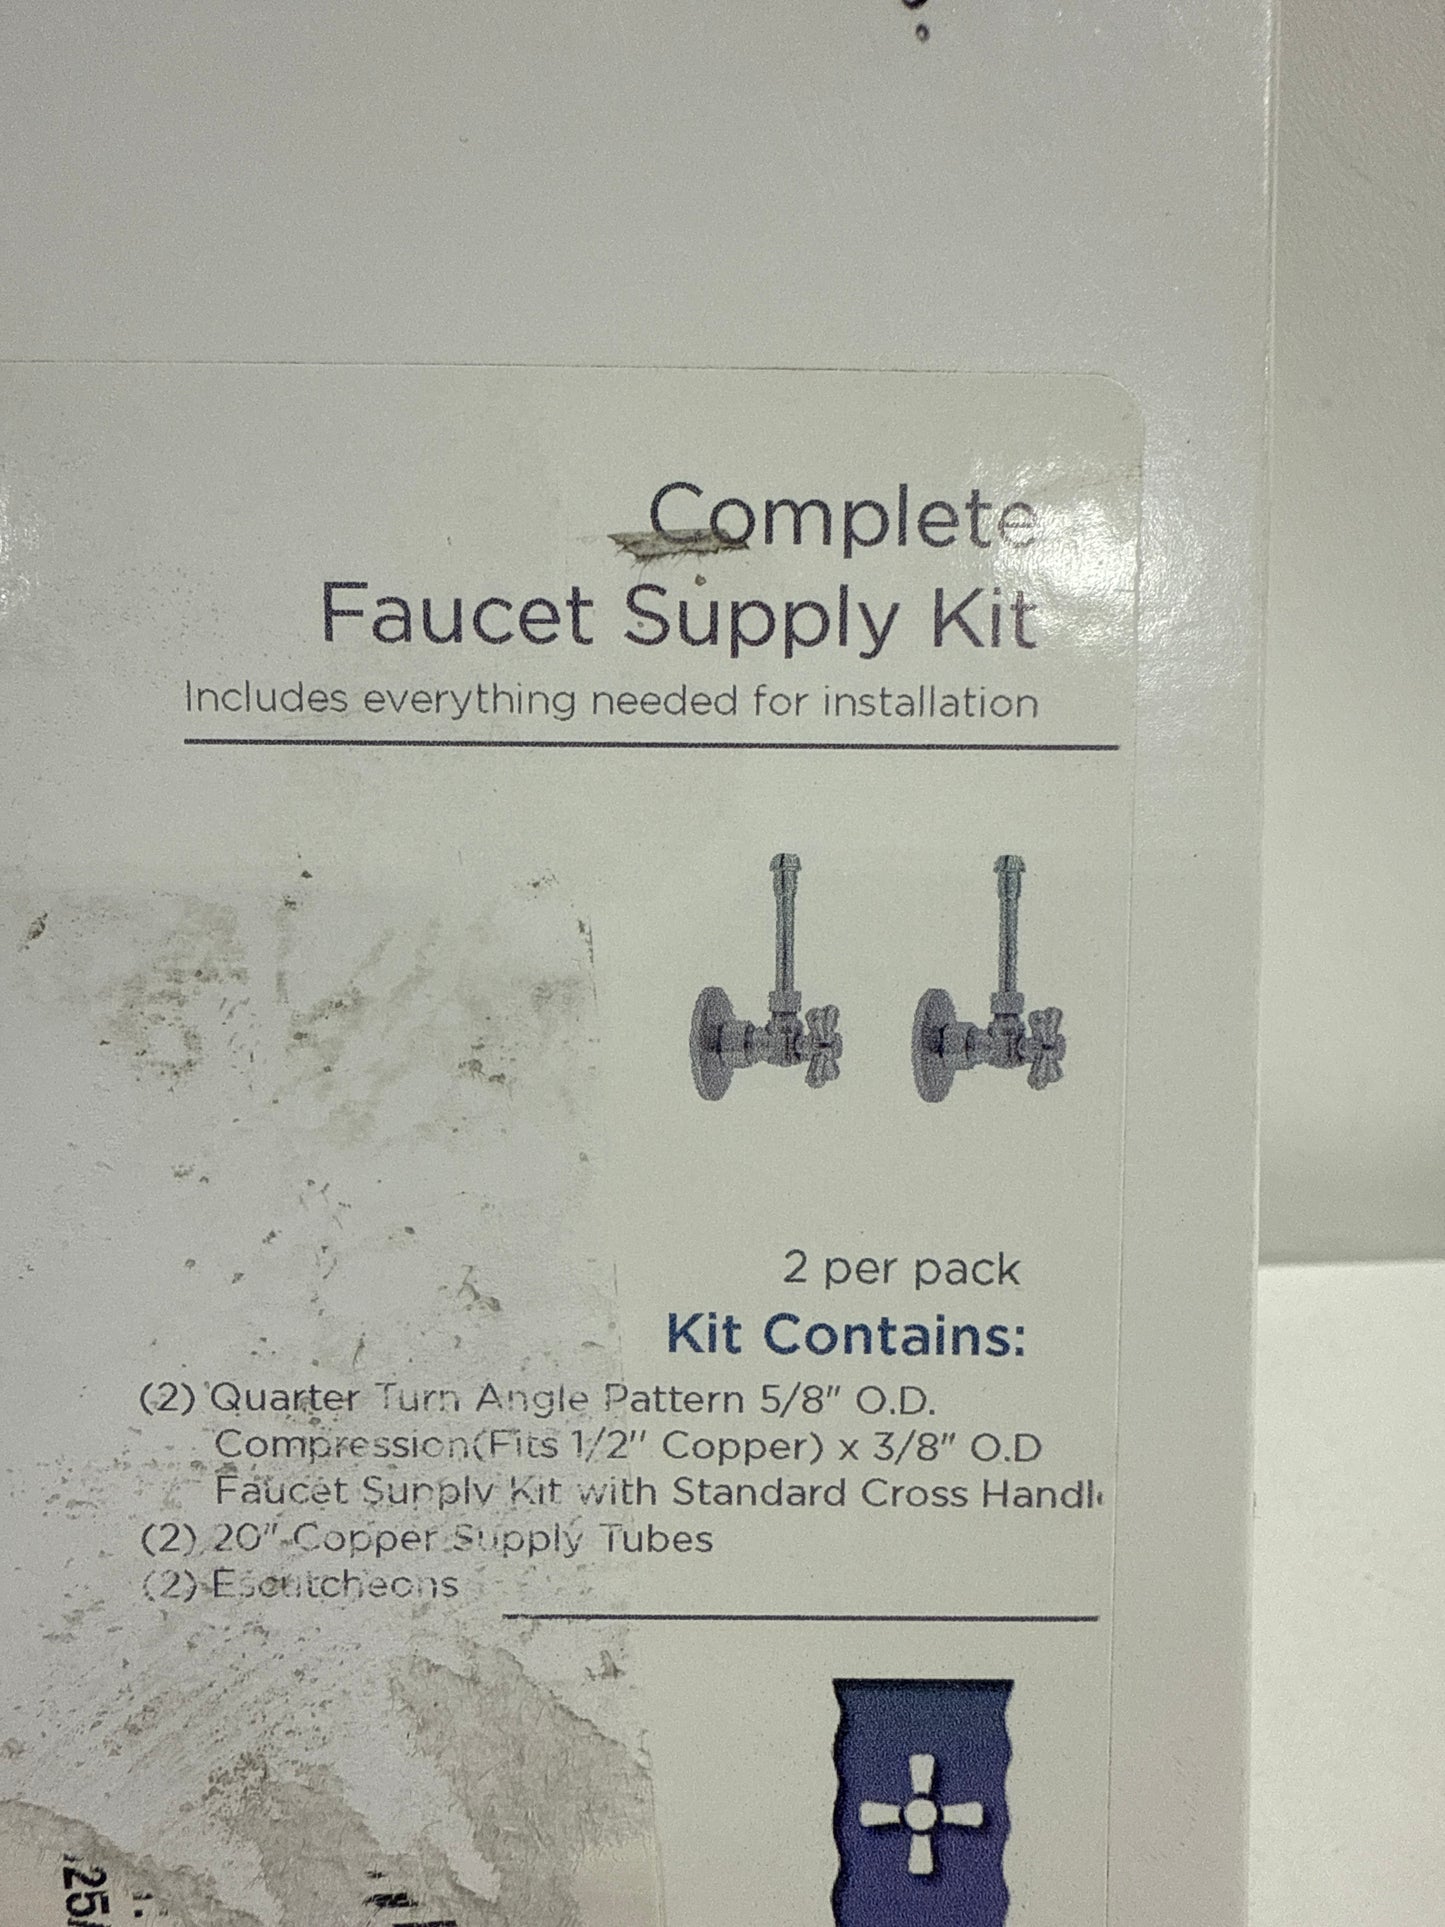 Complete
Faucet Supply Kit
Includes everything needed for installation
2 per pack
Kit Contains:
(2) Quarter Turn Angle Pattern 5/8" O.D.
Compression(Fits 1/2" Copper) x 3/8" O.D
Faucet Supply Kit with Standard Cross Handl
(2) 20" Copper Supply Tubes
(2) Escutcheons